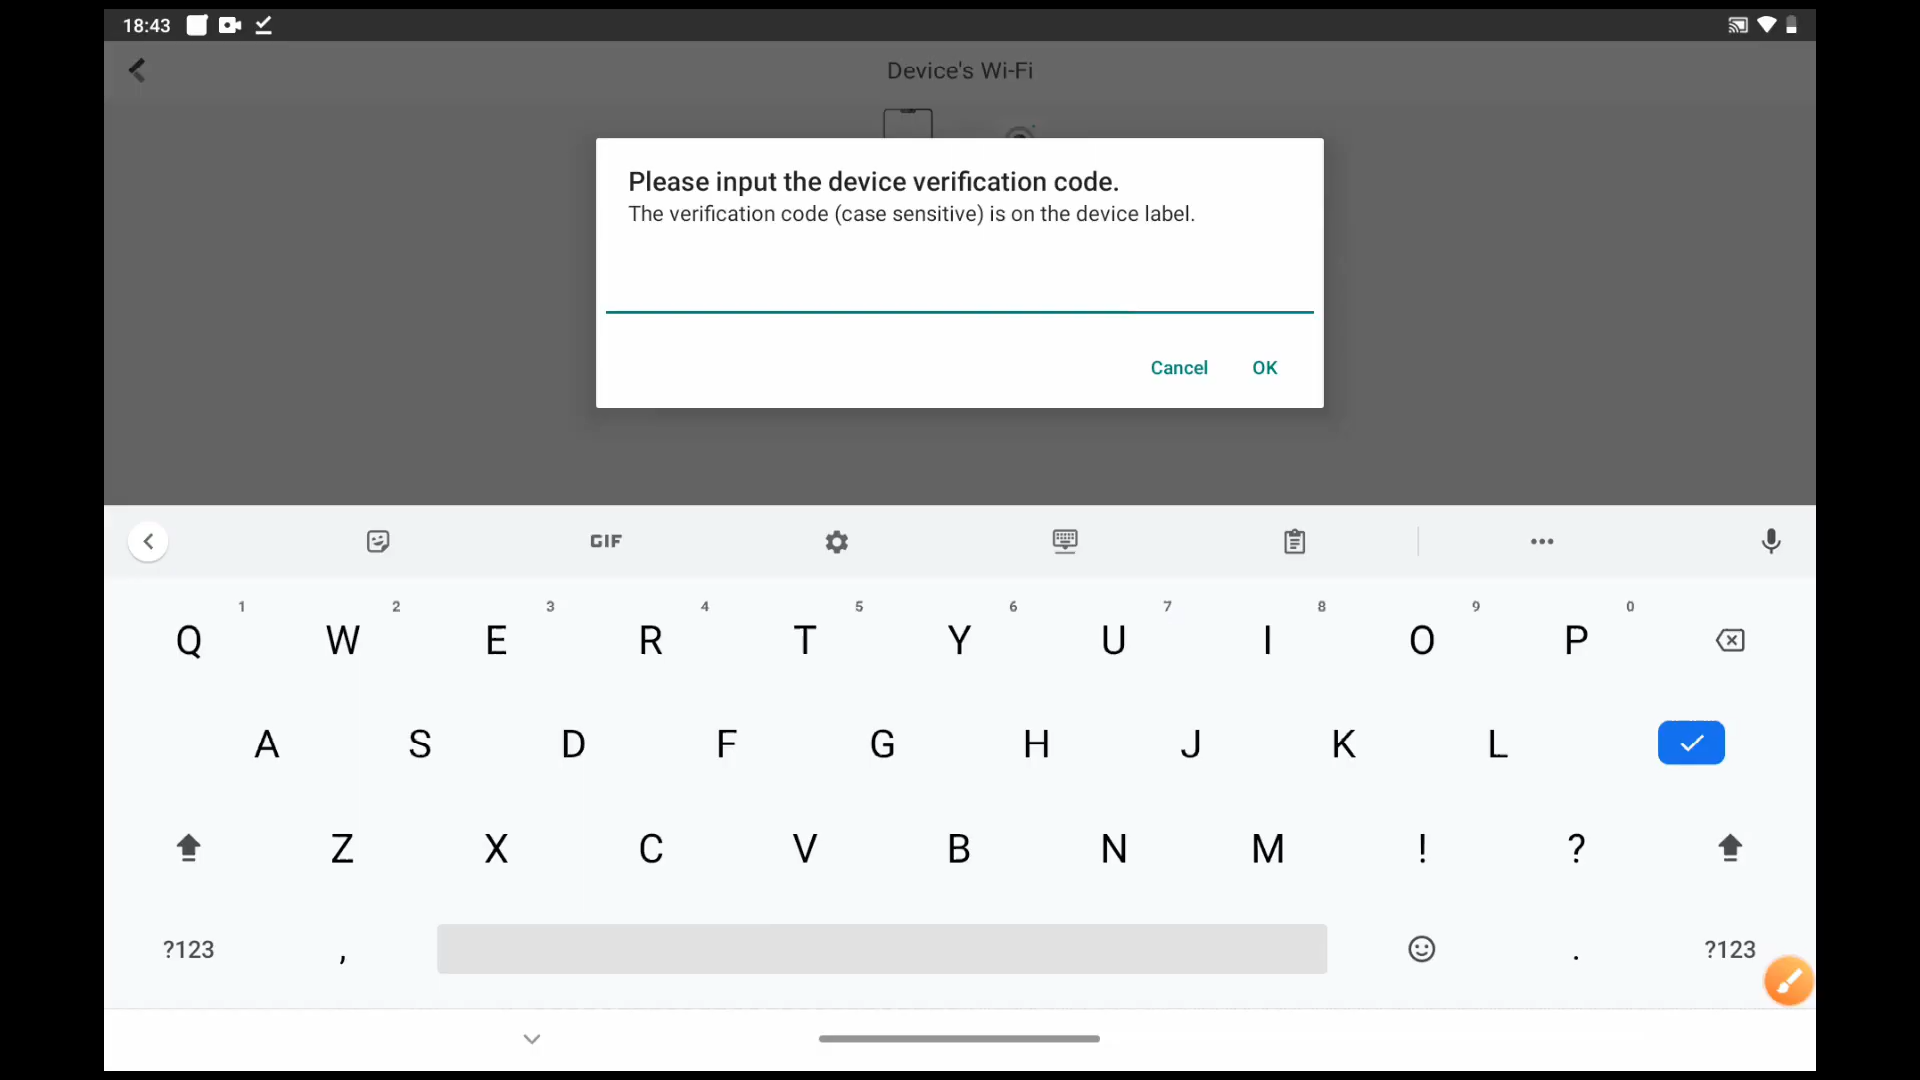 18:43
Device's Wi-Fi
Please input the device verification code.
The verification code (case sensitive) is on the device label.
Cancel OK
GIF
1 2 3 4 5 6 7 8 9 0
Q W E R T Y U I O P
A S D F G H J K L
Z X C V B N M ! ?
?123 , . ?123